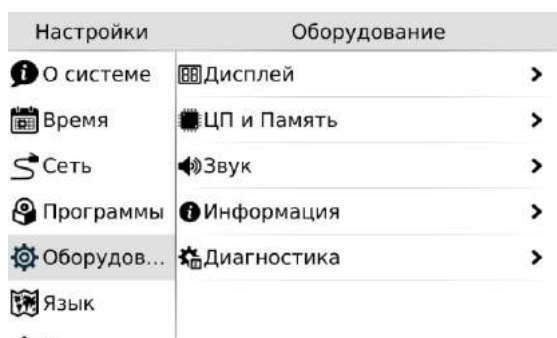 Настройки
Оборудование
О системе
Время
Сеть
Программы
Оборудов...
Язык
Дисплей
ЦП и Память
Звук
Информация
Диагностика